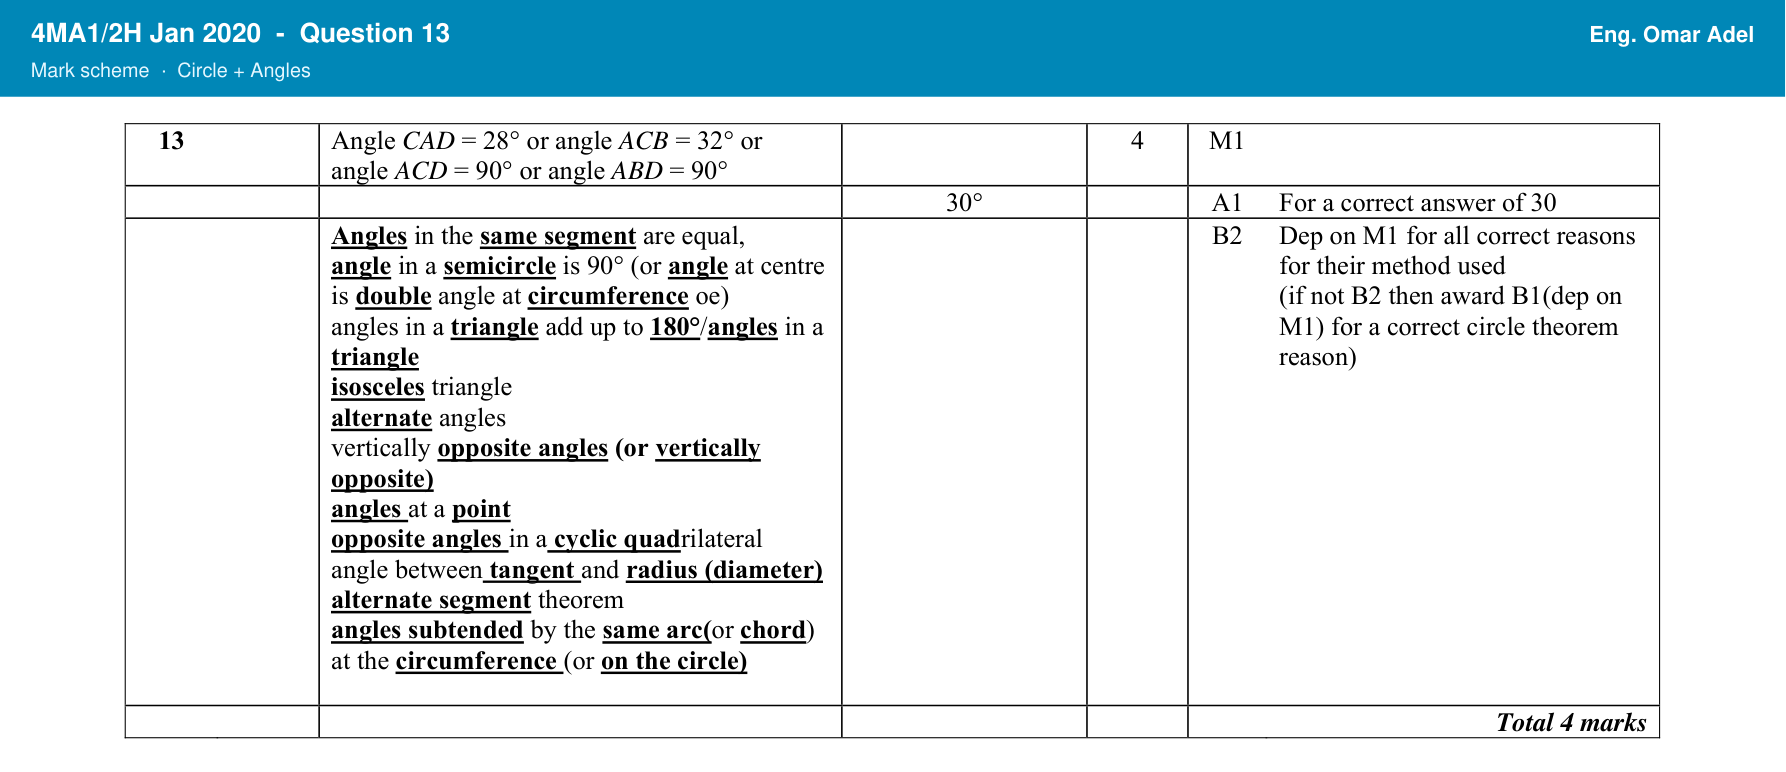 4MA1/2H Jan 2020 - Question 13
Eng. Omar Adel
Mark scheme · Circle + Angles
13
Angle CAD = 28° or angle ACB = 32° or
angle ACD = 90° or angle ABD = 90°
4
M1
30°
A1
For a correct answer of 30
Angles in the same segment are equal,
angle in a semicircle is 90° (or angle at centre
is double angle at circumference oe)
angles in a triangle add up to 180°/angles in a
triangle
isosceles triangle
alternate angles
vertically opposite angles (or vertically
opposite)
angles at a point
opposite angles in a cyclic quadrilateral
angle between tangent and radius (diameter)
alternate segment theorem
angles subtended by the same arc(or chord)
at the circumference (or on the circle)
B2
Dep on M1 for all correct reasons
for their method used
(if not B2 then award B1(dep on
M1) for a correct circle theorem
reason)
Total 4 marks